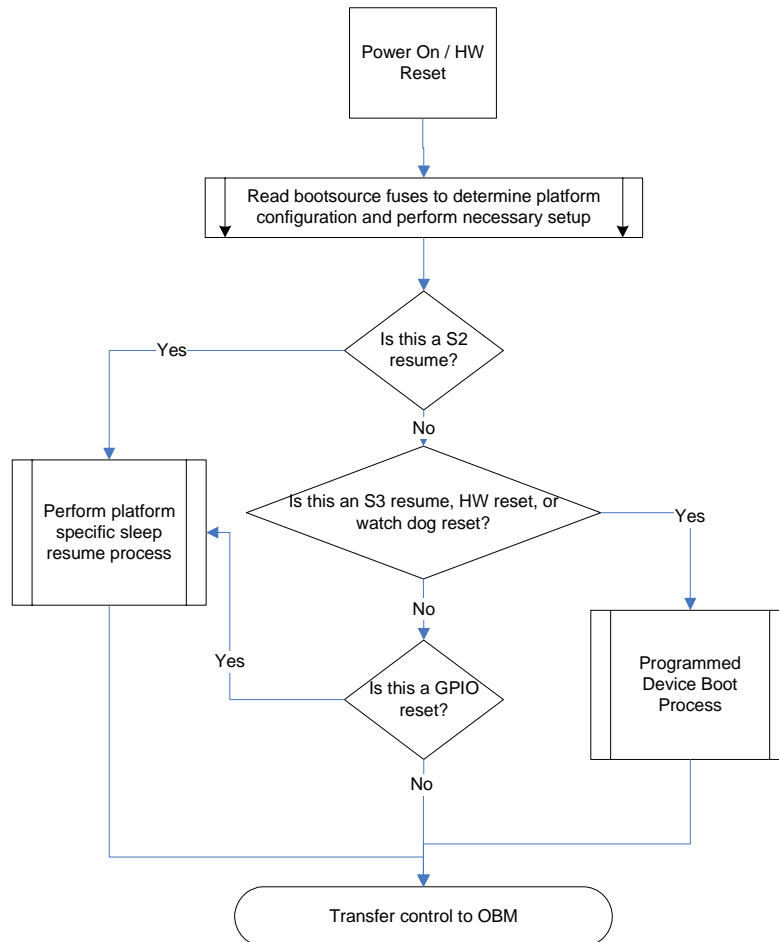 Power On / HW
Reset
Read bootsource fuses to determine platform
configuration and perform necessary setup
Is this a S2
resume?
Yes
No
Is this an S3 resume, HW reset, or
watch dog reset?
Yes
Perform platform
specific sleep
resume process
No
Yes
Is this a GPIO
reset?
Programmed
Device Boot
Process
No
Transfer control to OBM